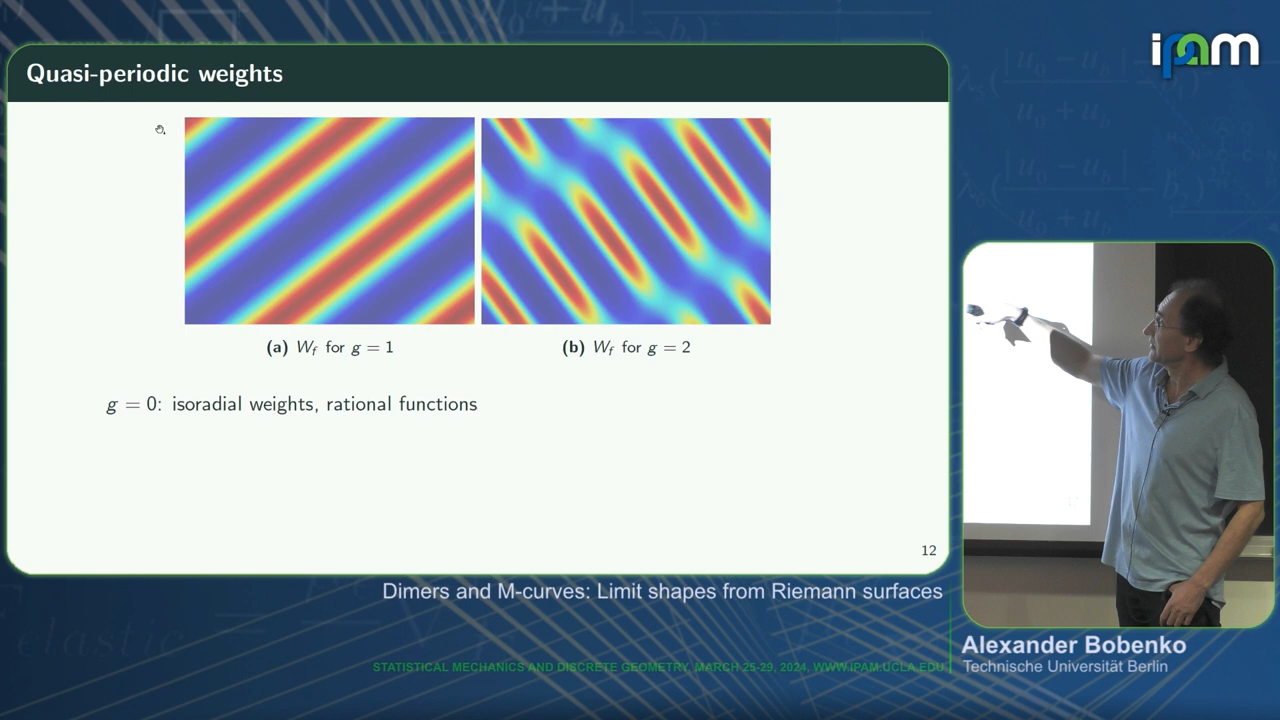 Quasi-periodic weights
ipam
(a) W_f for g = 1
(b) W_f for g = 2
g = 0: isoradial weights, rational functions
12
Dimers and M-curves: Limit shapes from Riemann surfaces
Alexander Bobenko
STATISTICAL MECHANICS AND DISCRETE GEOMETRY, MARCH 25-29, 2024, WWW.IPAM.UCLA.EDU
Technische Universität Berlin
elastic